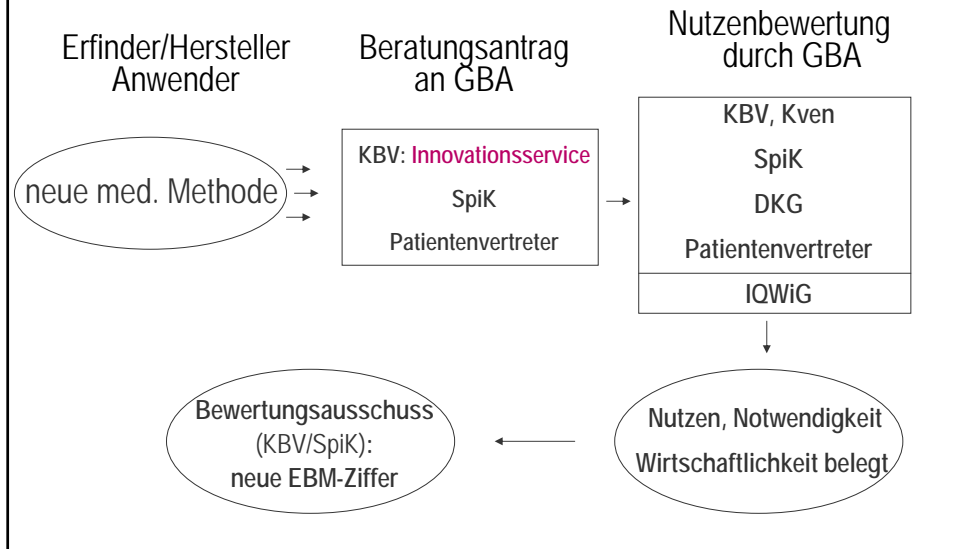 Erfinder/Hersteller
Anwender
Beratungsantrag
an GBA
Nutzenbewertung
durch GBA
neue med. Methode
KBV: Innovationsservice
SpiK
Patientenvertreter
KBV, Kven
SpiK
DKG
Patientenvertreter
IQWiG
Nutzen, Notwendigkeit
Wirtschaftlichkeit belegt
Bewertungsausschuss
(KBV/SpiK):
neue EBM-Ziffer